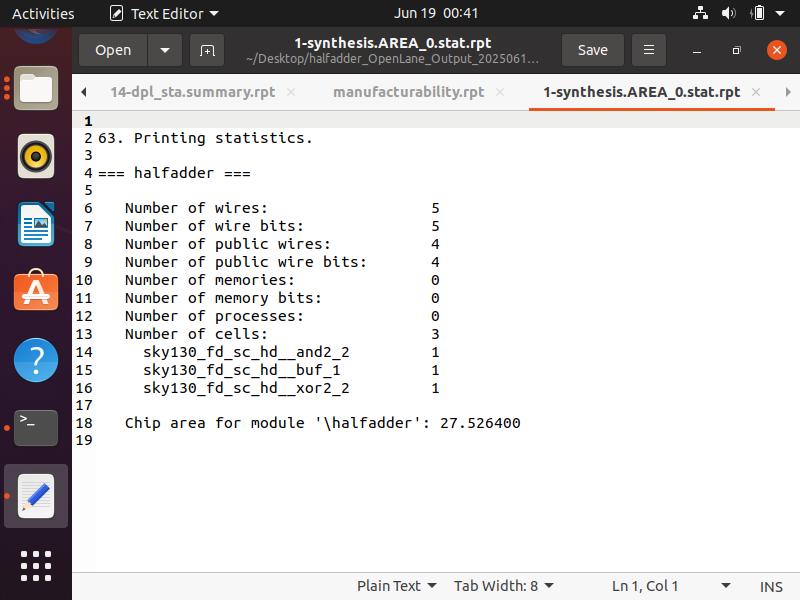 Activities Text Editor Jun 19 00:41
Open 1-synthesis.AREA_0.stat.rpt Save
~/Desktop/halfadder_OpenLane_Output_2025061…
14-dpl_sta.summary.rpt manufacturability.rpt 1-synthesis.AREA_0.stat.rpt
1
2 63. Printing statistics.
3
4 === halfadder ===
5
6 Number of wires: 5
7 Number of wire bits: 5
8 Number of public wires: 4
9 Number of public wire bits: 4
10 Number of memories: 0
11 Number of memory bits: 0
12 Number of processes: 0
13 Number of cells: 3
14 sky130_fd_sc_hd__and2_2 1
15 sky130_fd_sc_hd__buf_1 1
16 sky130_fd_sc_hd__xor2_2 1
17
18 Chip area for module '\halfadder': 27.526400
19
Plain Text Tab Width: 8 Ln 1, Col 1 INS